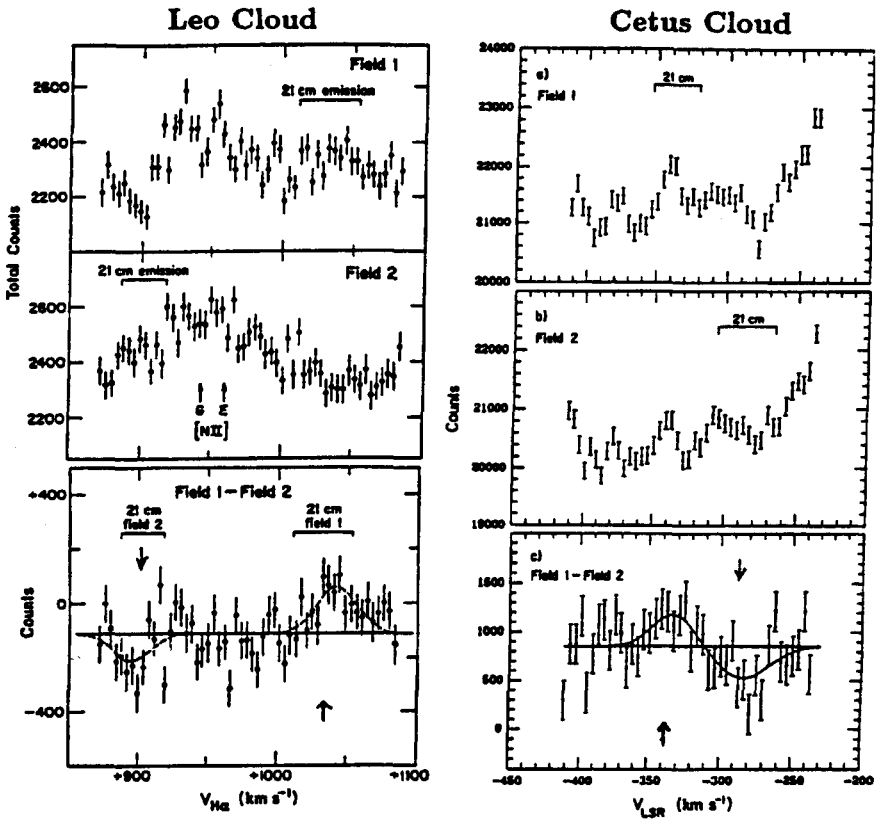 Leo Cloud
Field 1
21 cm emission
2600
2400
2200
Total Counts
21 cm emission
Field 2
2600
2400
2200
G E
[NII]
Field 1-Field 2
21 cm
field 2
21 cm
field 1
+400
0
-400
Counts
+900 +1000 +1100
VHα (km s⁻¹)
Cetus Cloud
24000
23000
22000
21000
20000
a)
Field 1
21 cm
b)
Field 2
21 cm
22000
21000
20000
19000
Counts
c)
Field 1-Field 2
1500
1000
500
0
-450 -400 -350 -300 -250 -200
VLSR (km s⁻¹)